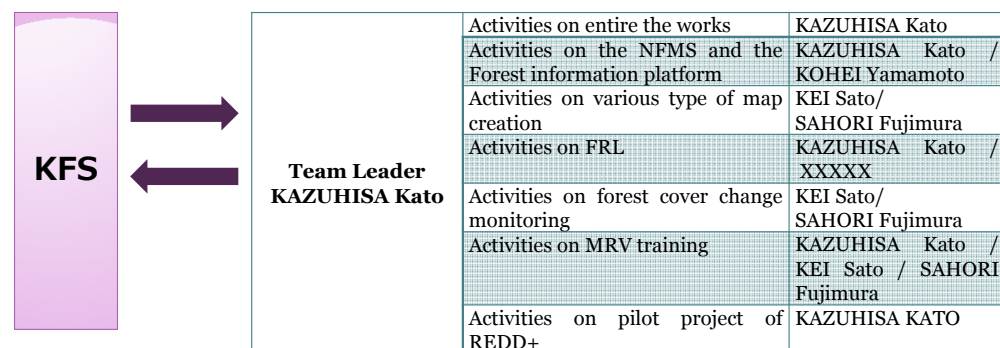 KFS
Team Leader
KAZUHISA Kato
Activities on entire the works
KAZUHISA Kato
Activities on the NFMS and the
Forest information platform
KAZUHISA Kato /
KOHEI Yamamoto
Activities on various type of map
creation
KEI Sato/
SAHORI Fujimura
Activities on FRL
KAZUHISA Kato /
XXXXX
Activities on forest cover change
monitoring
KEI Sato/
SAHORI Fujimura
Activities on MRV training
KAZUHISA Kato /
KEI Sato / SAHORI
Fujimura
Activities on pilot project of
REDD+
KAZUHISA KATO